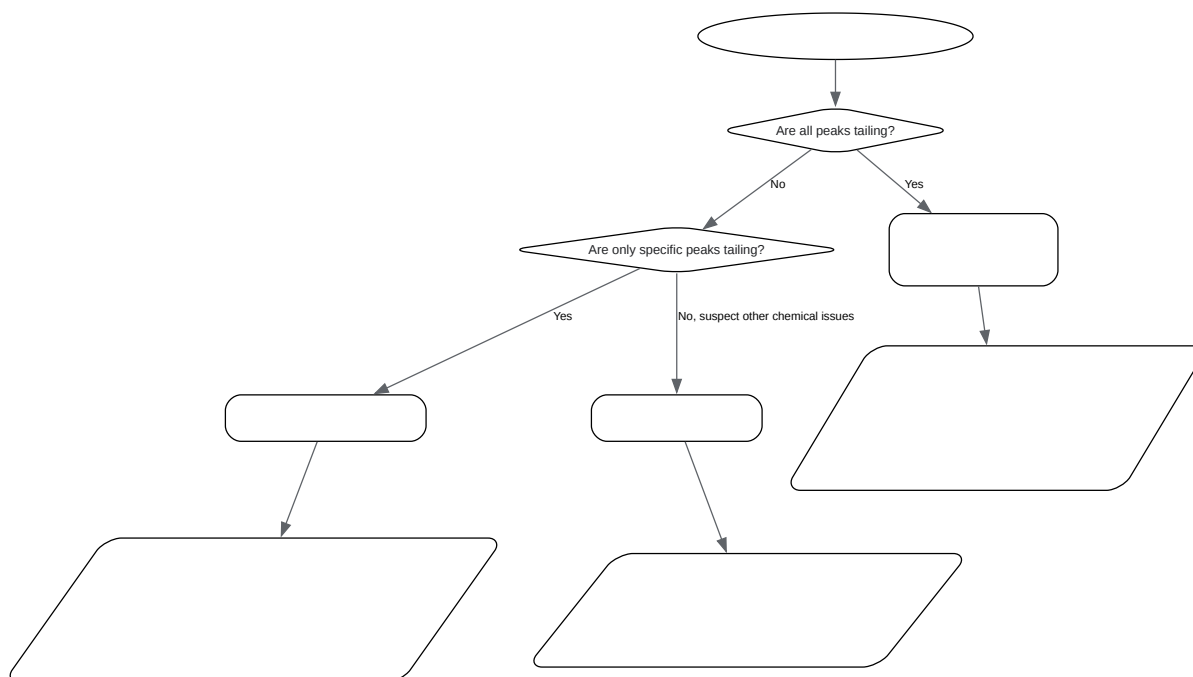 Are all peaks tailing?
No
Yes
Are only specific peaks tailing?
Yes
No, suspect other chemical issues